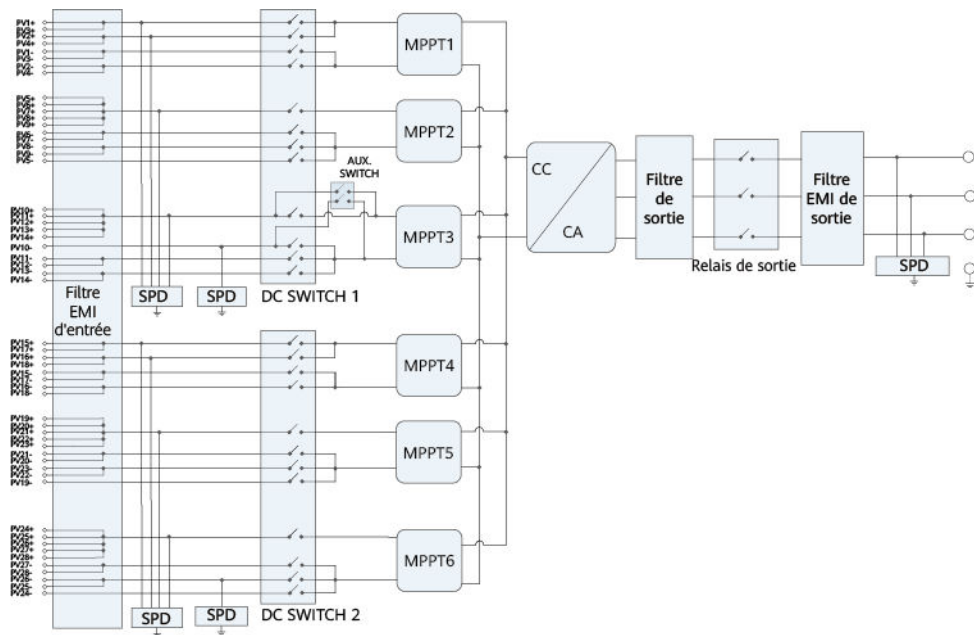 PV1+
PV3+
PV2+
PV4+
PV1-
PV3-
PV2-
PV4-
MPPT1
PV5+
PV6+
PV7+
PV8+
PV9+
PV6-
PV7-
PV8-
PV9-
PV5-
MPPT2
AUX.
SWITCH
PV10+
PV11+
PV12+
PV13+
PV14+
PV10-
PV11-
PV12-
PV13-
PV14-
MPPT3
SPD
SPD
DC SWITCH 1
Filtre
EMI
d'entrée
CC
CA
Filtre
de
sortie
Relais de sortie
Filtre
EMI de
sortie
SPD
PV15+
PV17+
PV16+
PV18+
PV15-
PV17-
PV16-
PV18-
MPPT4
PV19+
PV20+
PV21+
PV22+
PV23+
PV21-
PV20-
PV23-
PV22-
PV19-
MPPT5
PV24+
PV25+
PV26+
PV27+
PV28+
PV27-
PV28-
PV26-
PV25-
PV24-
MPPT6
SPD
SPD
DC SWITCH 2